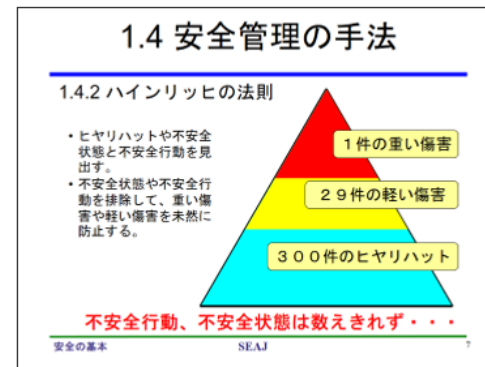 1.4 安全管理の手法
1.4.2 ハインリッヒの法則
• ヒヤリハットや不安全
状態と不安全行動を見
出す。
• 不安全状態や不安全行
動を排除して、重い傷
害や軽い傷害を未然に
防止する。
1件の重い傷害
29件の軽い傷害
300件のヒヤリハット
不安全行動、不安全状態は数えきれず・・・
安全の基本
SEAJ
7